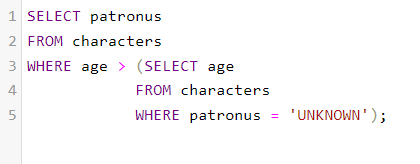 1 SELECT patronus
2 FROM characters
3 WHERE age > (SELECT age
4 FROM characters
5 WHERE patronus = 'UNKNOWN');